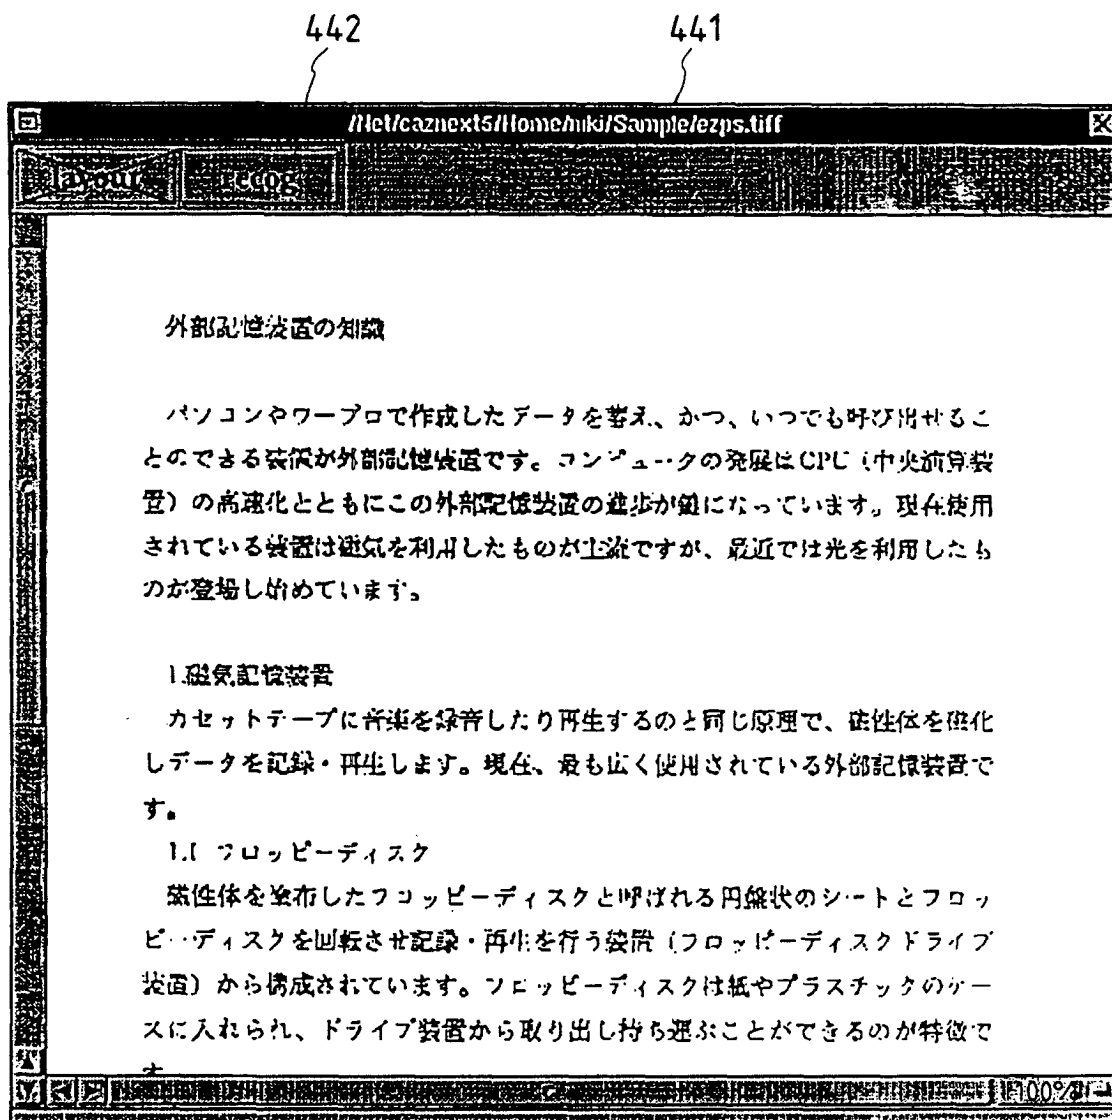 442 441
/Net/caznext5/Home/miki/Sample/ezps.tiff
layout recog
外部記憶装置の知識
パソコンやワープロで作成したデータを蓄え、かつ、いつでも呼び出せるこ
とのできる装置が外部記憶装置です。コンピュータの発展はCPU（中央演算装
置）の高速化とともにこの外部記憶装置の進歩が鍵になっています。現在使用
されている装置は磁気を利用したものが主流ですが、最近では光を利用したも
のが登場し始めています。
1.磁気記憶装置
カセットテープに音楽を録音したり再生するのと同じ原理で、磁性体を磁化
しデータを記録・再生します。現在、最も広く使用されている外部記憶装置で
す。
1.1 フロッピーディスク
磁性体を塗布したフロッピーディスクと呼ばれる円盤状のシートとフロッ
ピーディスクを回転させ記録・再生を行う装置（フロッピーディスクドライブ
装置）から構成されています。フロッピーディスクは紙やプラスチックのケー
スに入れられ、ドライブ装置から取り出し持ち運ぶことができるのが特徴で
100%